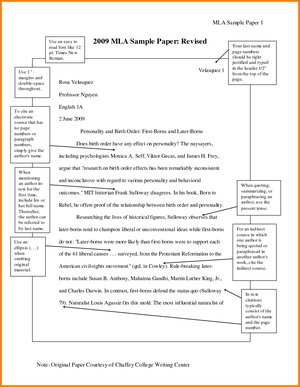 MLA Sample Paper 1
2009 MLA Sample Paper: Revised
Use an easy to
read font like 12
pt. Times New
Roman.
Your last name and
page numbers
should be right
justified and typed
in the header 1/2"
from the top of
the page.
Velasquez 1
Use 1 "
margins and
double-space
throughout.
Rosa Velasquez
Professor Nguyen
English 1A
2 June 2009
To cite an
electronic
source that has
no page
numbers or
paragraph
numbers,
simply give the
author's name.
Personality and Birth Order: First-Borns and Later-Borns
Does birth order have any effect on personality? The naysayers,
including psychologists Monica A. Seff, Viktor Gecas, and James H. Frey,
argue that "research on birth order effects has been remarkably inconsistent
and inconclusive with regard to various personality and behavioral
outcomes." MIT historian Frank Sulloway disagrees. In his book, Born to
Rebel, he offers proof of the relationship between birth order and personality.
When
mentioning
an author in-
text for the
first time,
include his or
her full name.
Thereafter,
the author
can be referred
to by last name.
When quoting,
summarizing, or
paraphrasing an
author, use the
present tense.
Researching the lives of historical figures, Sulloway observes that
later-borns tend to champion liberal or unconventional ideas while first-borns
do not: "Later-borns were more likely than first-borns were to support each
of the 61 liberal causes . . . surveyed, from the Protestant Reformation to the
American civil-rights movement" (qtd. in Cowley). Rule-breaking later-
borns include Susan B. Anthony, Mahatma Gandhi, Martin Luther King, Jr.,
and Charles Darwin. In contrast, first-borns defend the status quo (Sulloway
79). Naturalist Louis Agassiz fits this mold. The most influential naturalist of
Use an
ellipsis (. . .)
when
omitting
original
material.
For an indirect source
in which one author is
being quoted or
paraphrased in
another author's
work, cite the
indirect source.
In-text
citations
typically
consist of the
author's name
and the page
number.
Note: Original Paper Courtesy of Chaffey College Writing Center